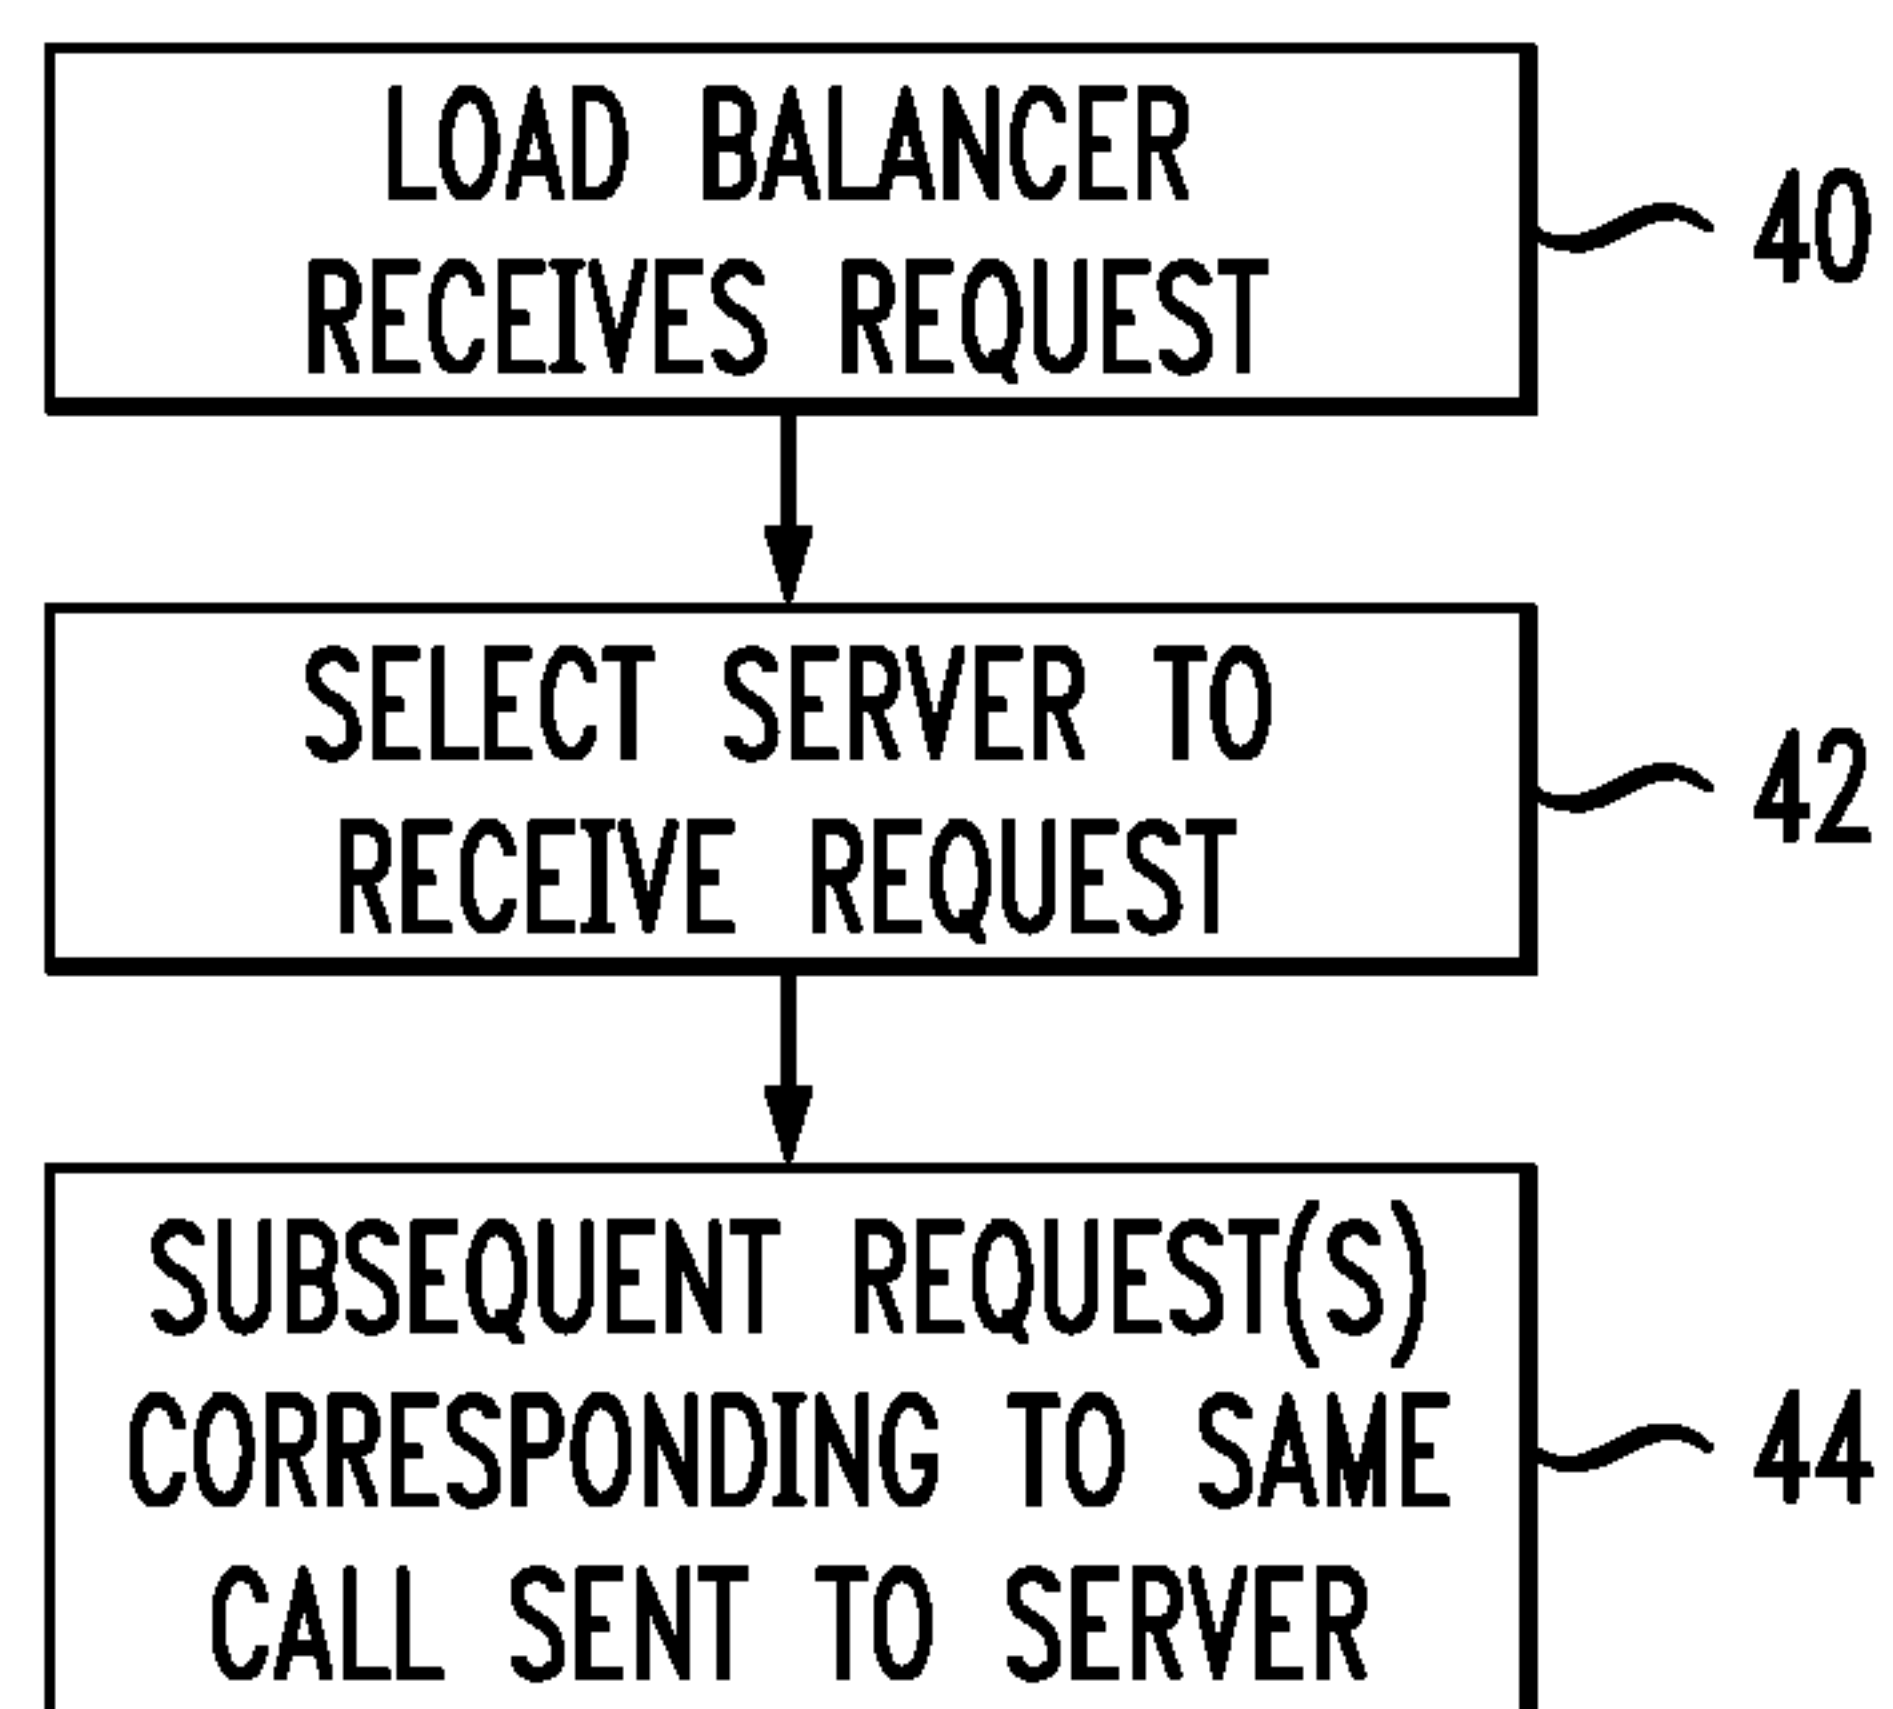 LOAD BALANCER
RECEIVES REQUEST
40
SELECT SERVER TO
RECEIVE REQUEST
42
SUBSEQUENT REQUEST(S)
CORRESPONDING TO SAME
CALL SENT TO SERVER
44